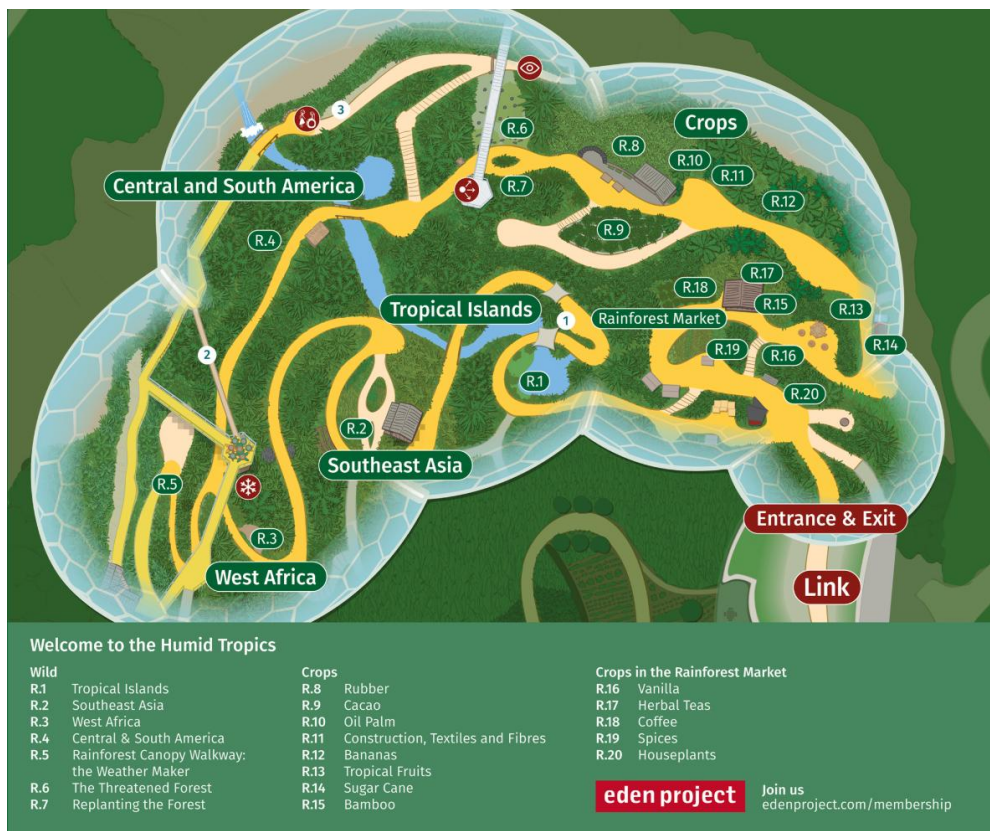 3
R.6
Crops
R.8
R.10
R.11
Central and South America
R.7
R.12
R.9
R.4
R.17
R.18
Tropical Islands
R.15
R.13
1
Rainforest Market
R.14
2
R.19
R.16
R.1
R.20
R.2
Southeast Asia
R.5
Entrance & Exit
R.3
West Africa
Link
Welcome to the Humid Tropics
Wild
R.1 Tropical Islands
R.2 Southeast Asia
R.3 West Africa
R.4 Central & South America
R.5 Rainforest Canopy Walkway:
the Weather Maker
R.6 The Threatened Forest
R.7 Replanting the Forest
Crops
R.8 Rubber
R.9 Cacao
R.10 Oil Palm
R.11 Construction, Textiles and Fibres
R.12 Bananas
R.13 Tropical Fruits
R.14 Sugar Cane
R.15 Bamboo
Crops in the Rainforest Market
R.16 Vanilla
R.17 Herbal Teas
R.18 Coffee
R.19 Spices
R.20 Houseplants
eden project
Join us
edenproject.com/membership